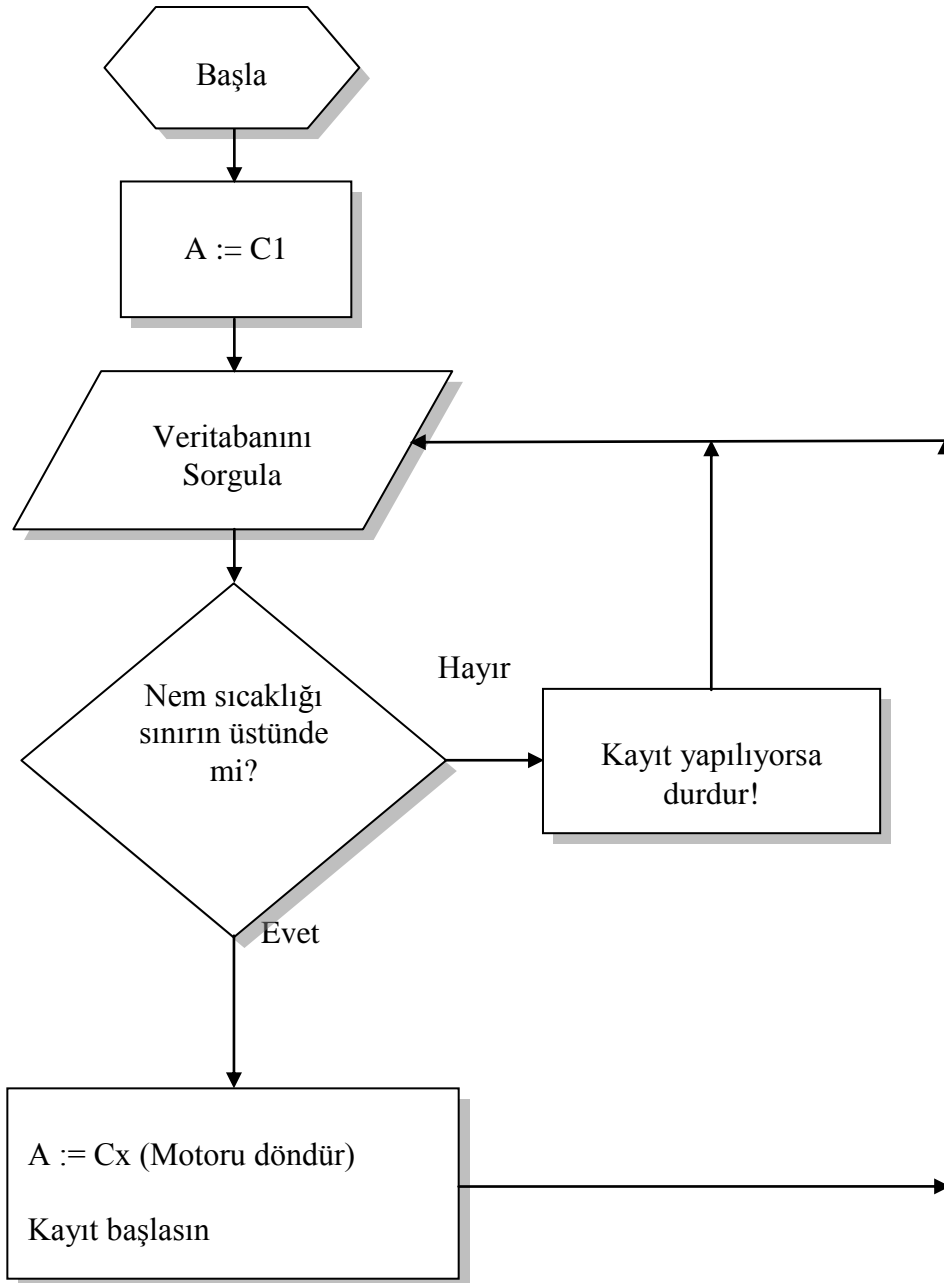 Başla
A := C1
Veritabanını
Sorgula
Nem sıcaklığı
sınırın üstünde
mi?
Hayır
Kayıt yapılıyorsa
durdur!
Evet
A := Cx (Motoru döndür)
Kayıt başlasın